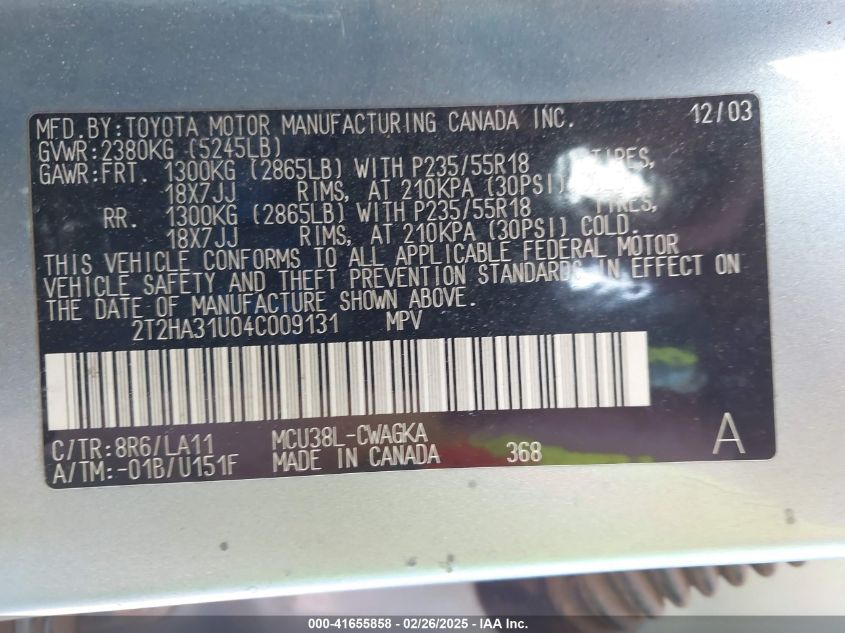 MFD.BY:TOYOTA MOTOR MANUFACTURING CANADA INC. 12/03
GVWR:2380KG (5245LB)
GAWR:FRT. 1300KG (2865LB) WITH P235/55R18 TIRES,
18X7JJ RIMS, AT 210KPA (30PSI)
RR. 1300KG (2865LB) WITH P235/55R18 TIRES,
18X7JJ RIMS, AT 210KPA (30PSI) COLD.
THIS VEHICLE CONFORMS TO ALL APPLICABLE FEDERAL MOTOR
VEHICLE SAFETY AND THEFT PREVENTION STANDARDS IN EFFECT ON
THE DATE OF MANUFACTURE SHOWN ABOVE.
2T2HA31U04C009131 MPV
C/TR:8R6/LA11 MCU38L-CWAGKA
A/TM:-01B/U151F MADE IN CANADA 368 A
000-41655858 - 02/26/2025 - IAA Inc.